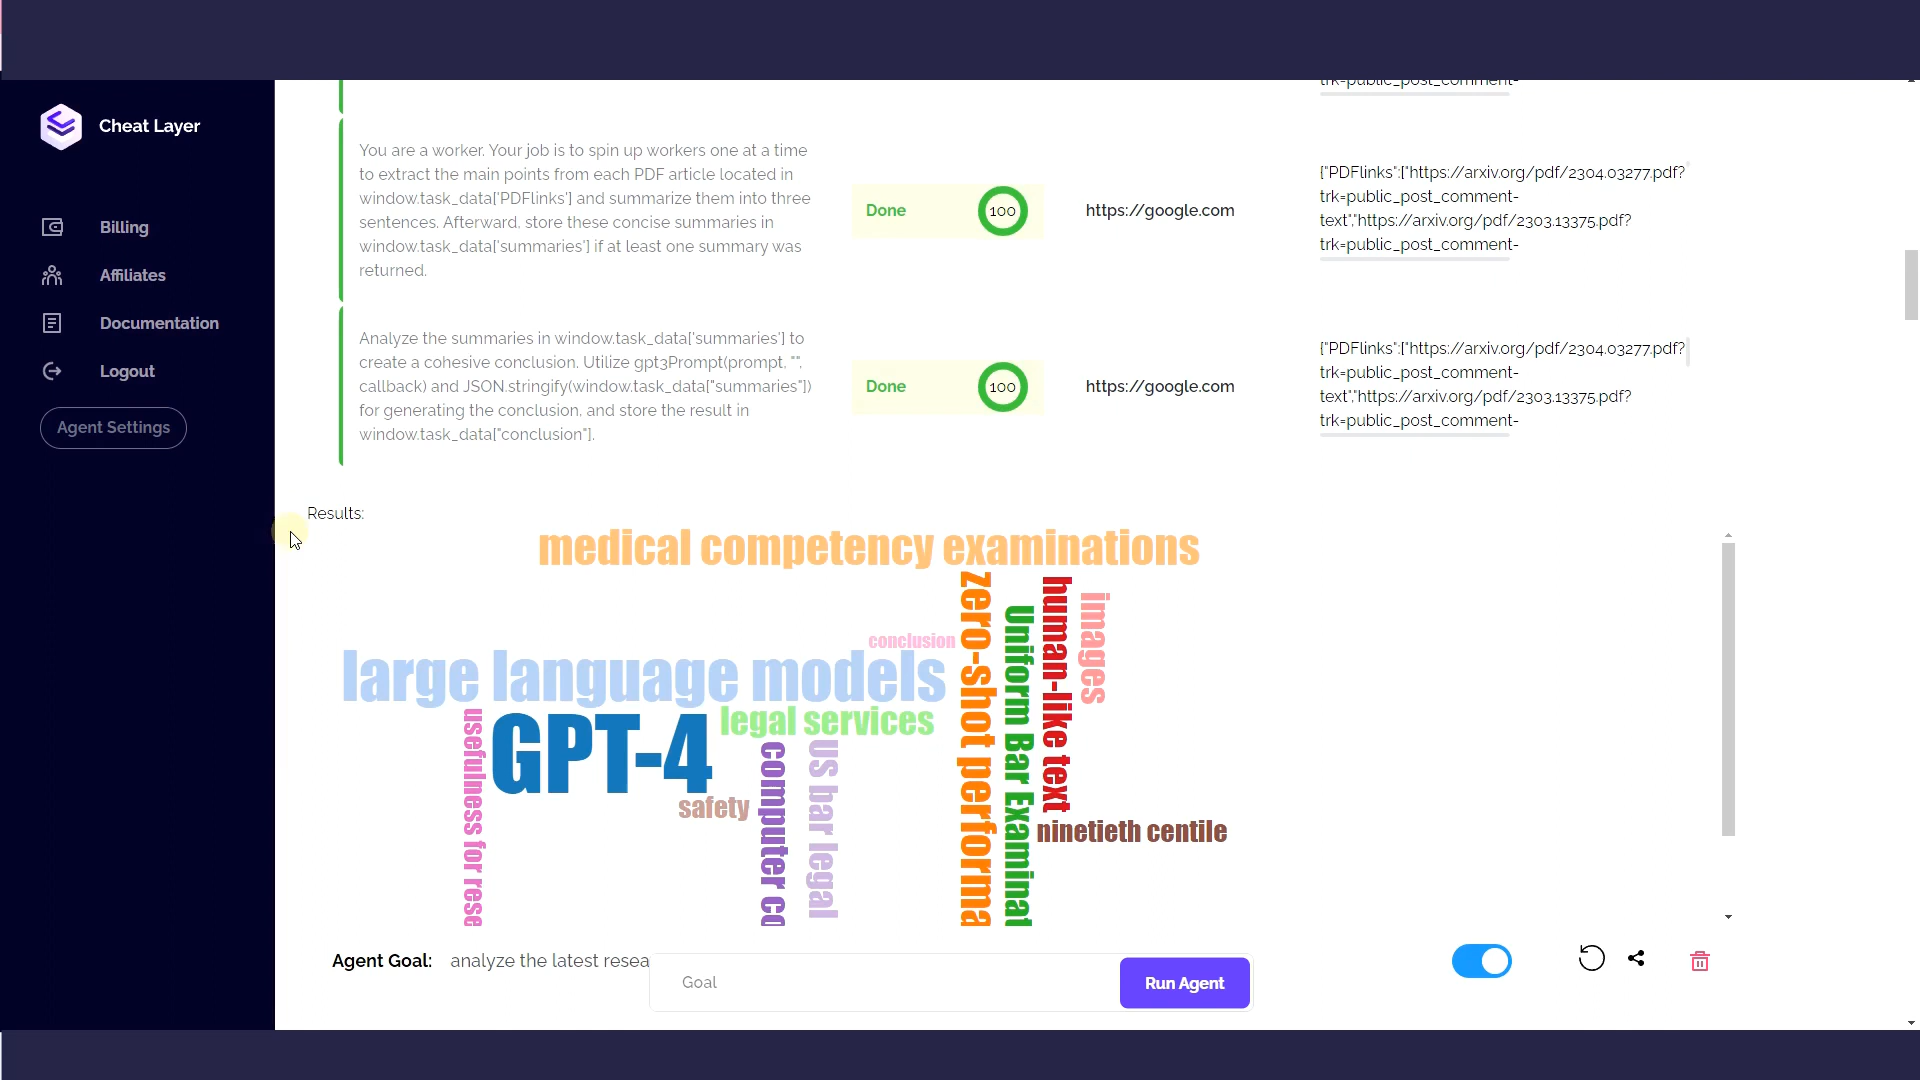 trk=public_post_comment-
Cheat Layer
Billing
Affiliates
Documentation
Logout
Agent Settings
You are a worker. Your job is to spin up workers one at a time
to extract the main points from each PDF article located in
window.task_data['PDFlinks'] and summarize them into three
sentences. Afterward, store these concise summaries in
window.task_data['summaries'] if at least one summary was
returned.
Done
100
https://google.com
{"PDFlinks":["https://arxiv.org/pdf/2304.03277.pdf?
trk=public_post_comment-
text","https://arxiv.org/pdf/2303.13375.pdf?
trk=public_post_comment-
Analyze the summaries in window.task_data['summaries'] to
create a cohesive conclusion. Utilize gpt3Prompt(prompt, "",
callback) and JSON.stringify(window.task_data["summaries"])
for generating the conclusion, and store the result in
window.task_data["conclusion"].
Done
100
https://google.com
{"PDFlinks":["https://arxiv.org/pdf/2304.03277.pdf?
trk=public_post_comment-
text","https://arxiv.org/pdf/2303.13375.pdf?
trk=public_post_comment-
Results:
medical competency examinations
zero-shot performa
Uniform Bar Examinat
human-like text
images
conclusion
large language models
legal services
GPT-4
usefulness for rese
safety
computer co
US bar legal
ninetieth centile
Agent Goal: analyze the latest resea
Goal
Run Agent